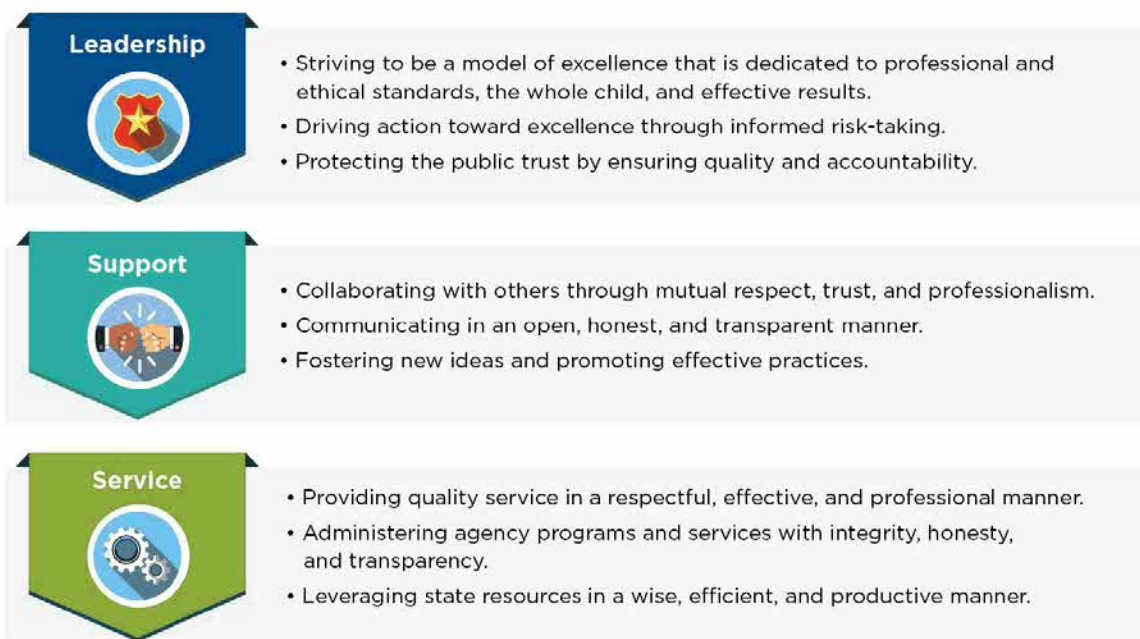 Leadership
• Striving to be a model of excellence that is dedicated to professional and
ethical standards, the whole child, and effective results.
• Driving action toward excellence through informed risk-taking.
• Protecting the public trust by ensuring quality and accountability.
Support
• Collaborating with others through mutual respect, trust, and professionalism.
• Communicating in an open, honest, and transparent manner.
• Fostering new ideas and promoting effective practices.
Service
• Providing quality service in a respectful, effective, and professional manner.
• Administering agency programs and services with integrity, honesty,
and transparency.
• Leveraging state resources in a wise, efficient, and productive manner.